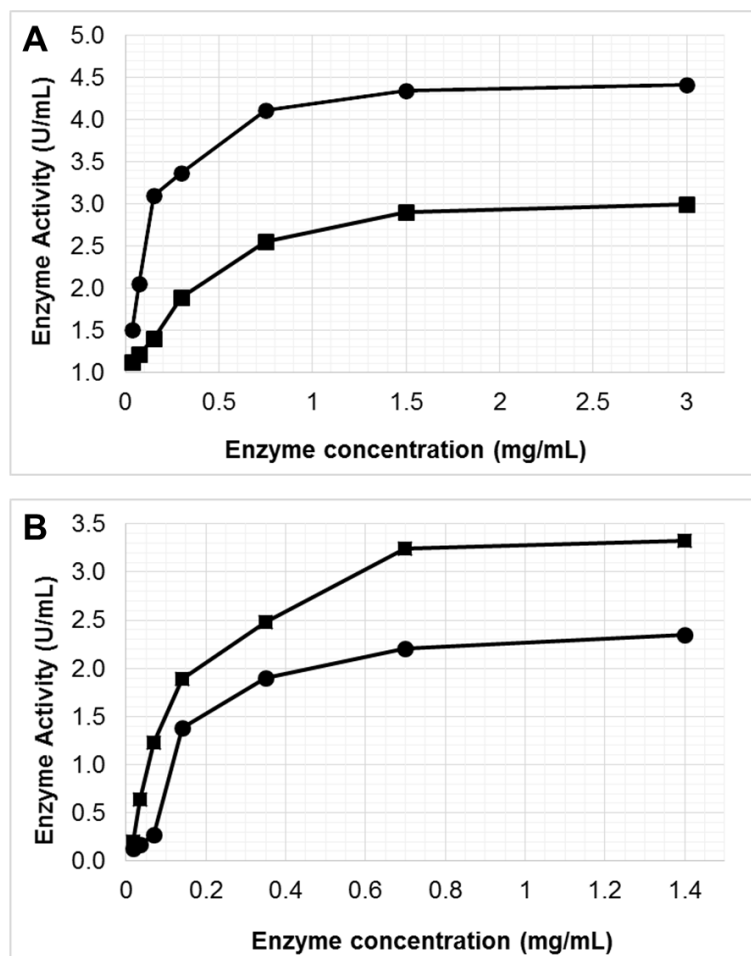 A
5.0
4.5
4.0
3.5
3.0
2.5
2.0
1.5
1.0
Enzyme Activity (U/mL)
0 0.5 1 1.5 2 2.5 3
Enzyme concentration (mg/mL)
B
3.5
3.0
2.5
2.0
1.5
1.0
0.5
0.0
Enzyme Activity (U/mL)
0 0.2 0.4 0.6 0.8 1 1.2 1.4
Enzyme concentration (mg/mL)